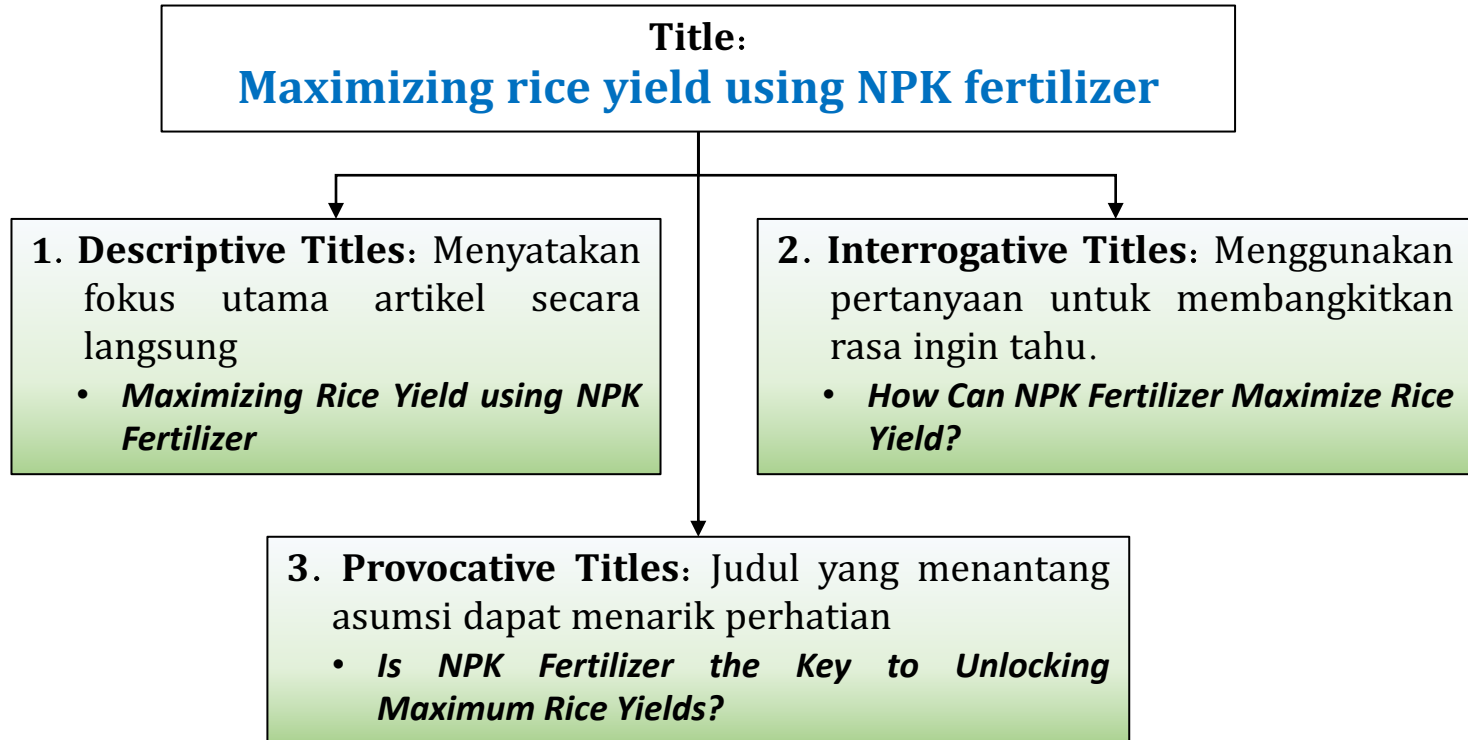 Title:
Maximizing rice yield using NPK fertilizer
1. Descriptive Titles: Menyatakan
fokus utama artikel secara
langsung
• Maximizing Rice Yield using NPK
Fertilizer
2. Interrogative Titles: Menggunakan
pertanyaan untuk membangkitkan
rasa ingin tahu.
• How Can NPK Fertilizer Maximize Rice
Yield?
3. Provocative Titles: Judul yang menantang
asumsi dapat menarik perhatian
• Is NPK Fertilizer the Key to Unlocking
Maximum Rice Yields?